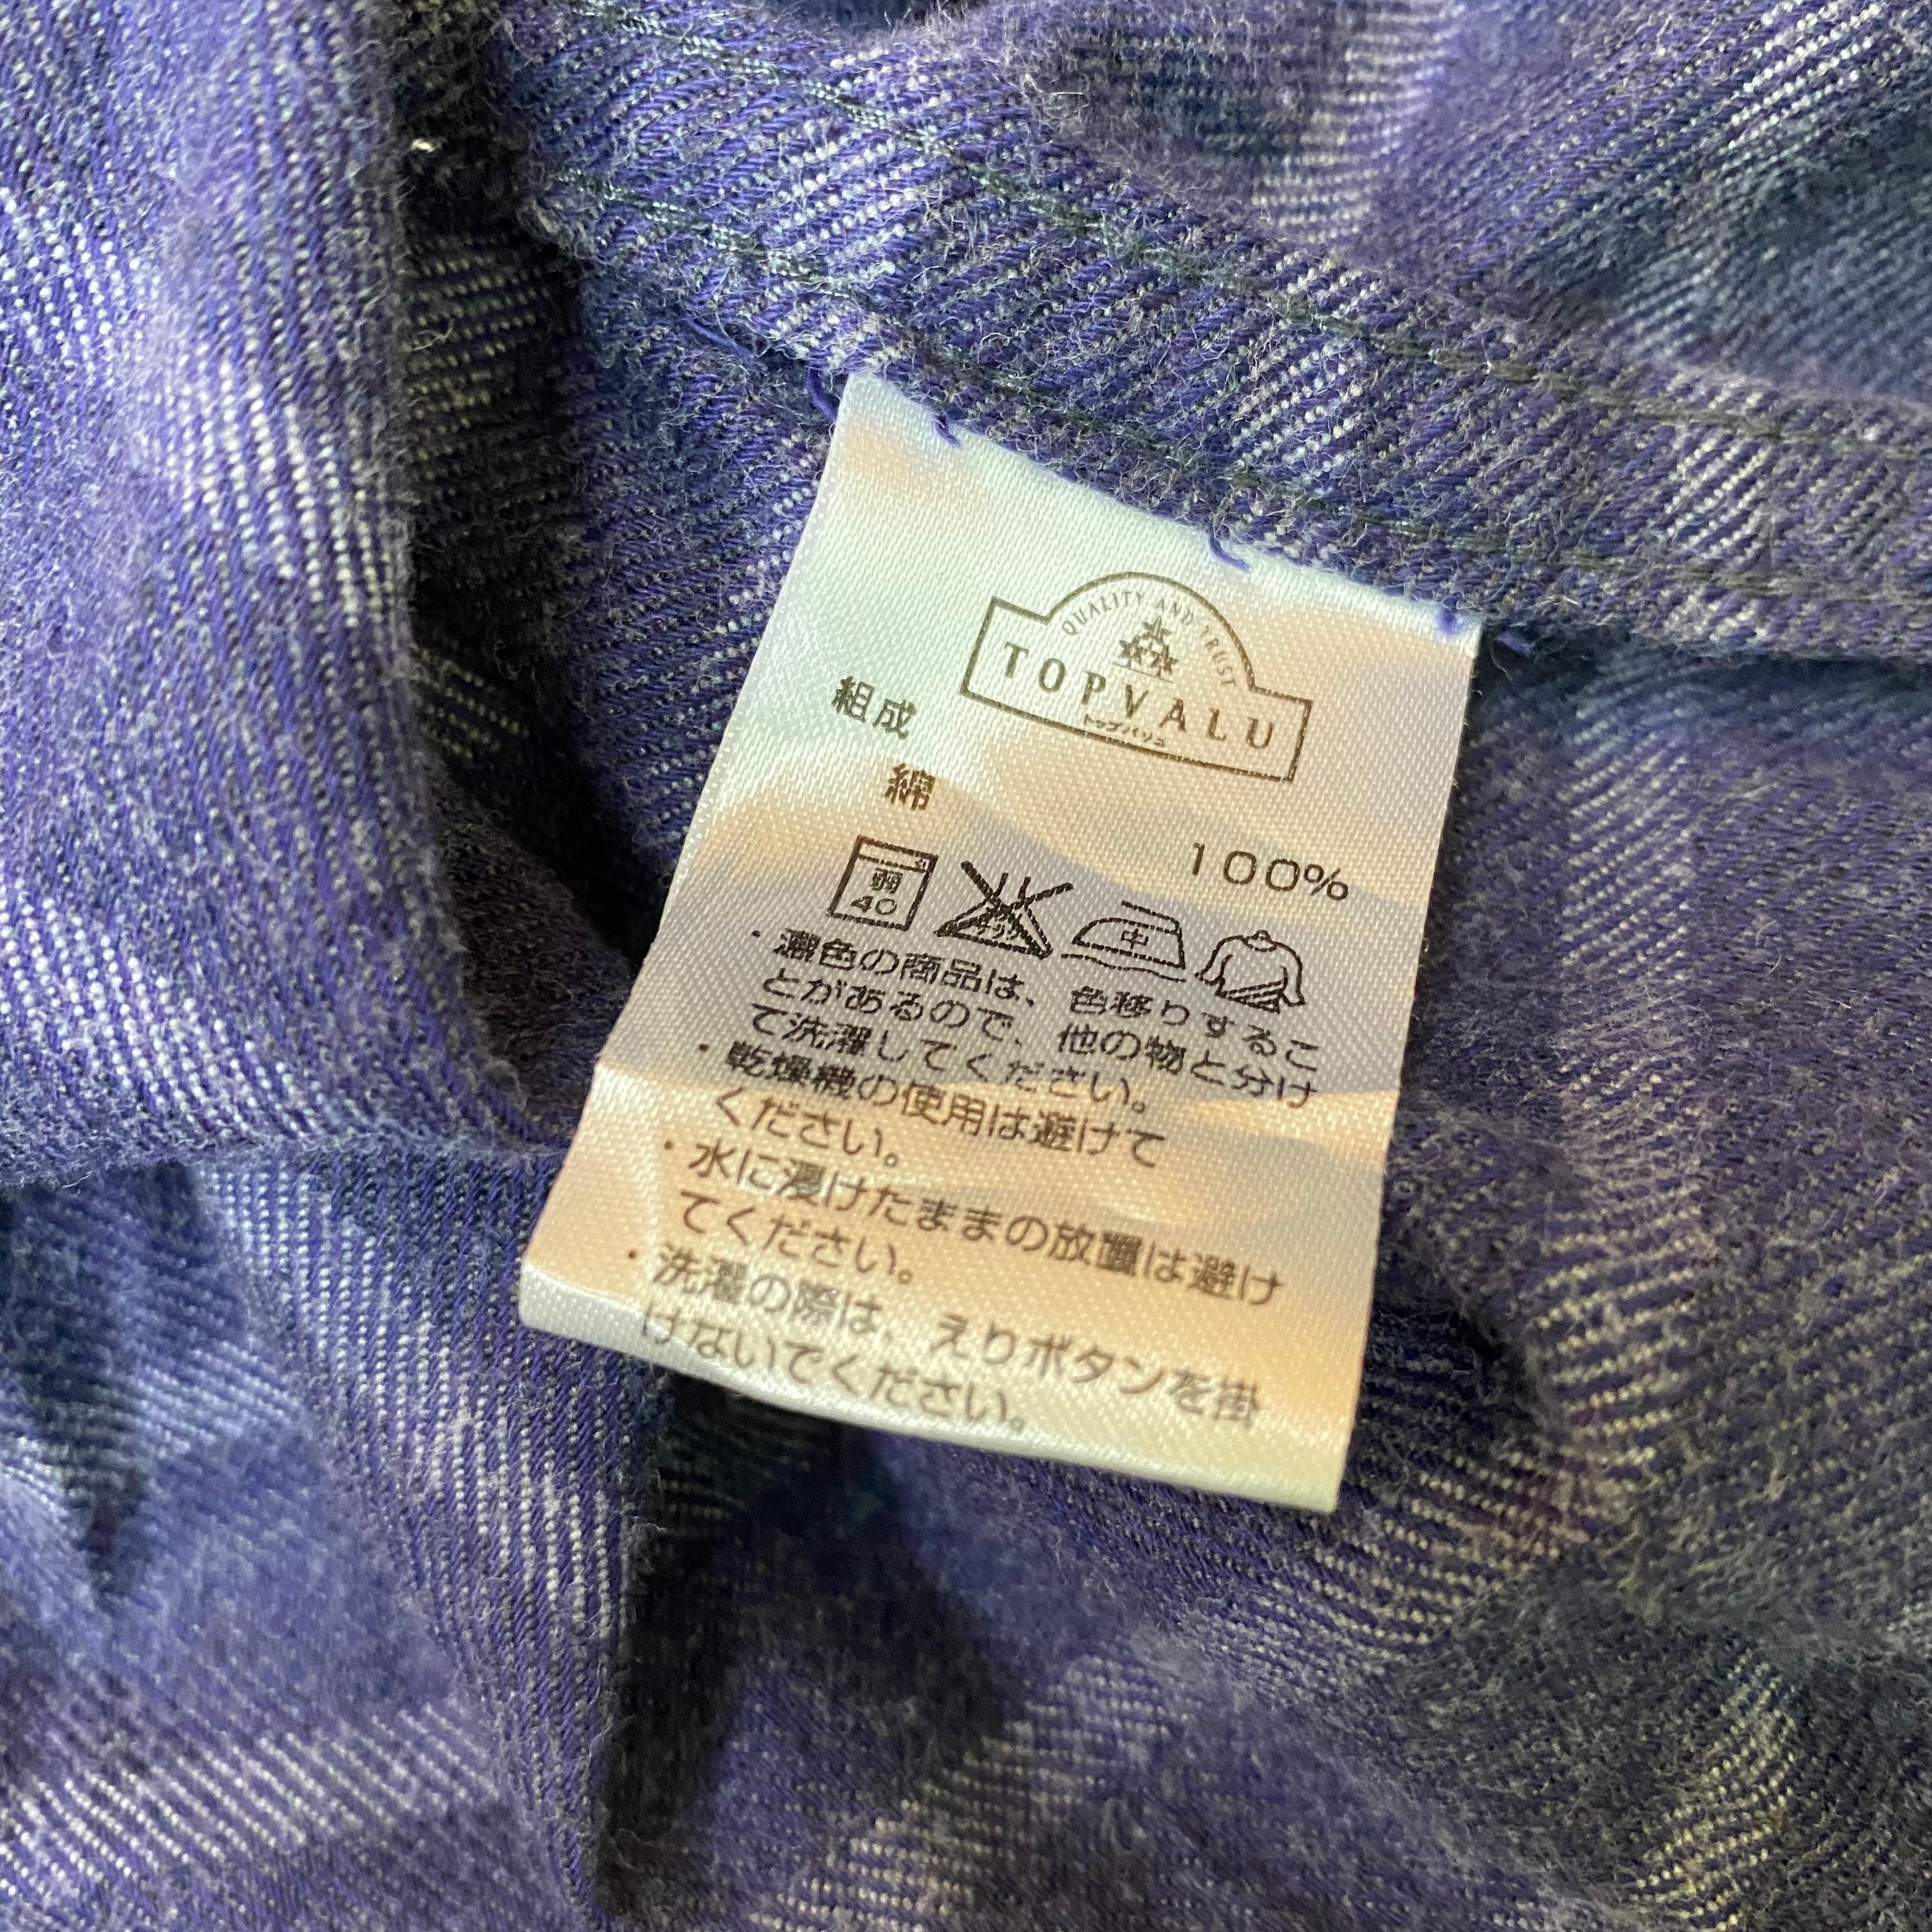 QUALITY AND TRUST
TOPVALU
トップバリュ
組成
綿
100%
弱
40
中
・濃色の商品は、色移りするこ
とがあるので、他の物と分け
て洗濯してください。
・乾燥機の使用は避けて
ください。
・水に浸けたままの放置は避け
てください。
・洗濯の際は、えりボタンを掛
けないでください。